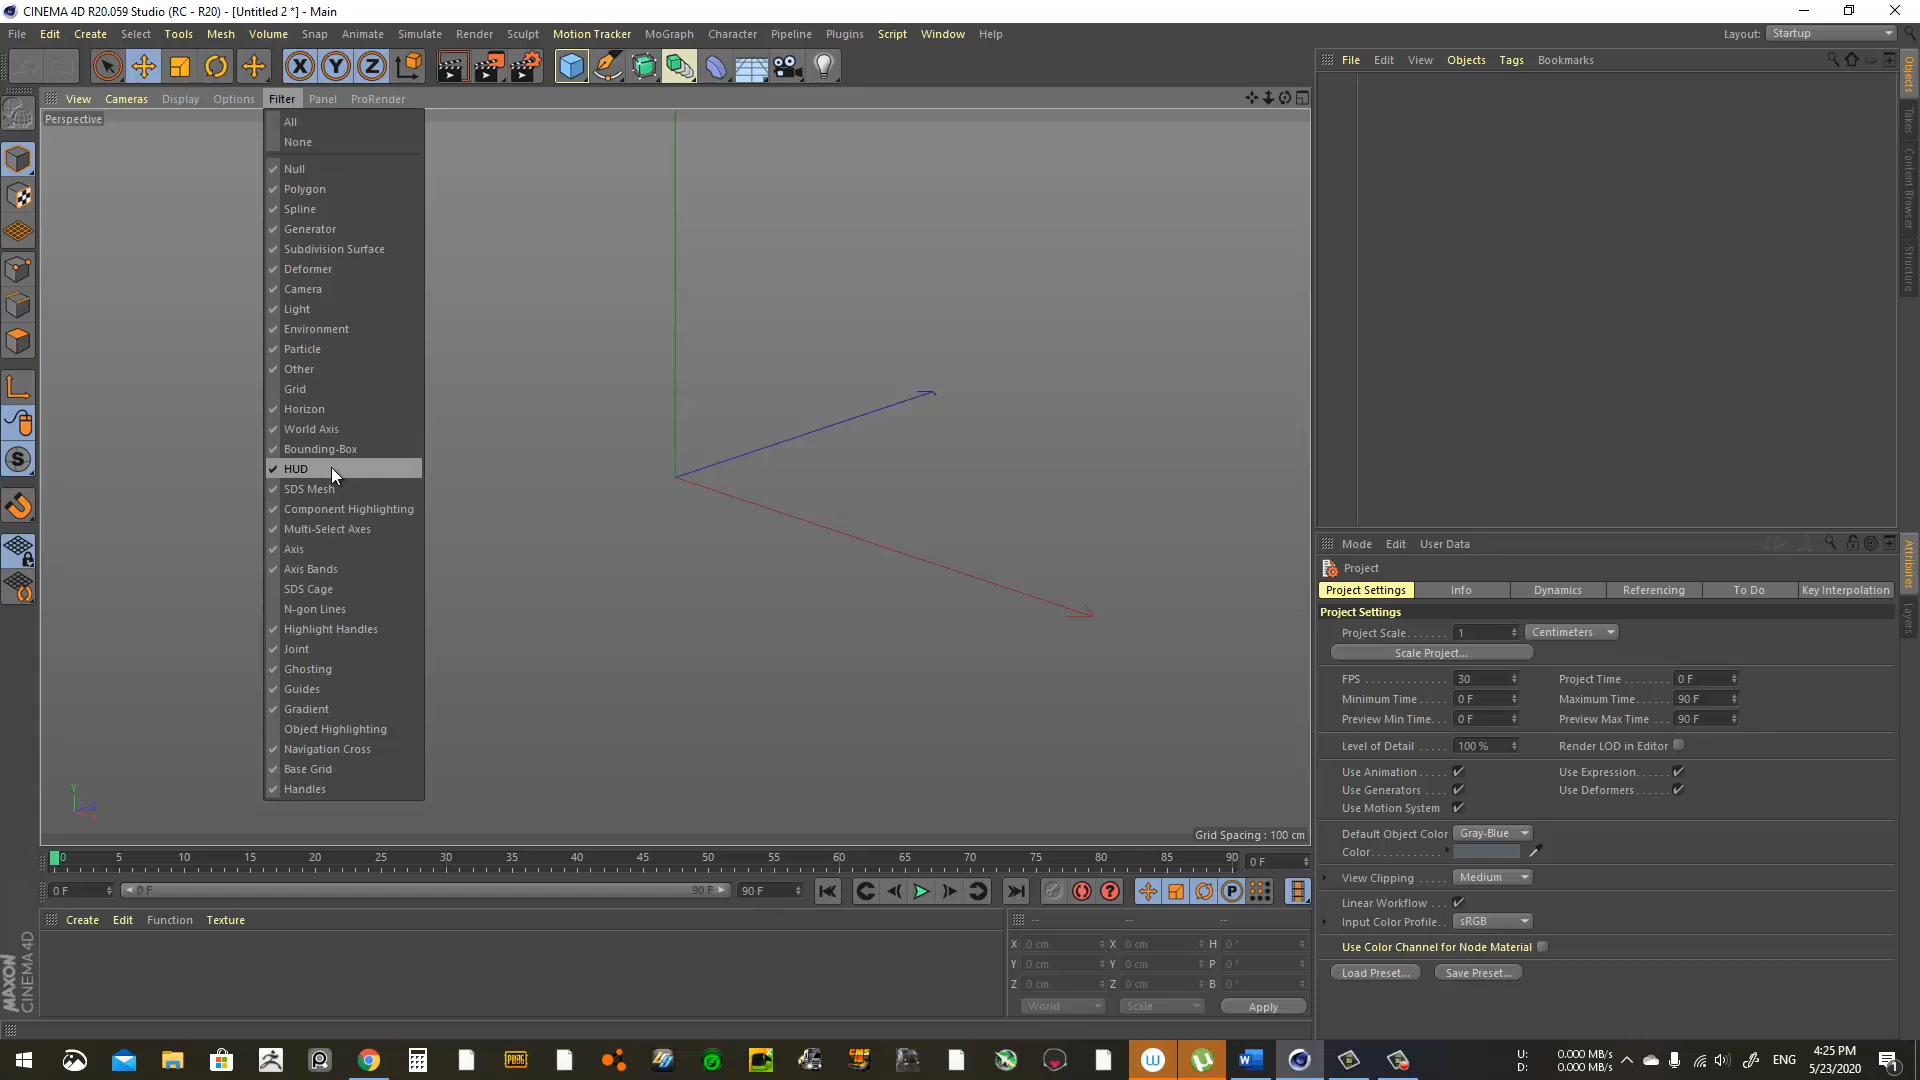 CINEMA 4D R20.059 Studio (RC - R20) - [Untitled 2 *] - Main
File Edit Create Select Tools Mesh Volume Snap Animate Simulate Render Sculpt Motion Tracker MoGraph Character Pipeline Plugins Script Window Help Layout: Startup
X Y Z
File Edit View Objects Tags Bookmarks
View Cameras Display Options Filter Panel ProRender
Perspective
All
None
Null
Polygon
Spline
Generator
Subdivision Surface
Deformer
Camera
Light
Environment
Particle
Other
Grid
Horizon
World Axis
Bounding-Box
HUD
SDS Mesh
Component Highlighting
Multi-Select Axes
Axis
Axis Bands
SDS Cage
N-gon Lines
Highlight Handles
Joint
Ghosting
Guides
Gradient
Object Highlighting
Navigation Cross
Base Grid
Handles
Y
Z
X
Grid Spacing : 100 cm
Objects
Takes
Content Browser
Structure
Mode Edit User Data
Project
Project Settings Info Dynamics Referencing To Do Key Interpolation
Project Settings
Project Scale....... 1 Centimeters
Scale Project...
FPS .............. 30 Project Time ........ 0 F
Minimum Time... 0 F Maximum Time.... 90 F
Preview Min Time... 0 F Preview Max Time ... 90 F
Level of Detail ..... 100 % Render LOD in Editor
Use Animation ..... Use Expression.......
Use Generators .... Use Deformers.......
Use Motion System
Default Object Color Gray-Blue
Color............
View Clipping ...... Medium
Linear Workflow ...
Input Color Profile.. sRGB
Use Color Channel for Node Material
Load Preset... Save Preset...
Attributes
Layers
0 5 10 15 20 25 30 35 40 45 50 55 60 65 70 75 80 85 90 0 F
0 F 0 F 90 F 90 F
Create Edit Function Texture
-- -- --
X 0 cm X 0 cm H 0 °
Y 0 cm Y 0 cm P 0 °
Z 0 cm Z 0 cm B 0 °
World Scale Apply
MAXON
CINEMA 4D
U: 0.000 MB/s
D: 0.000 MB/s
ENG
4:25 PM
5/23/2020